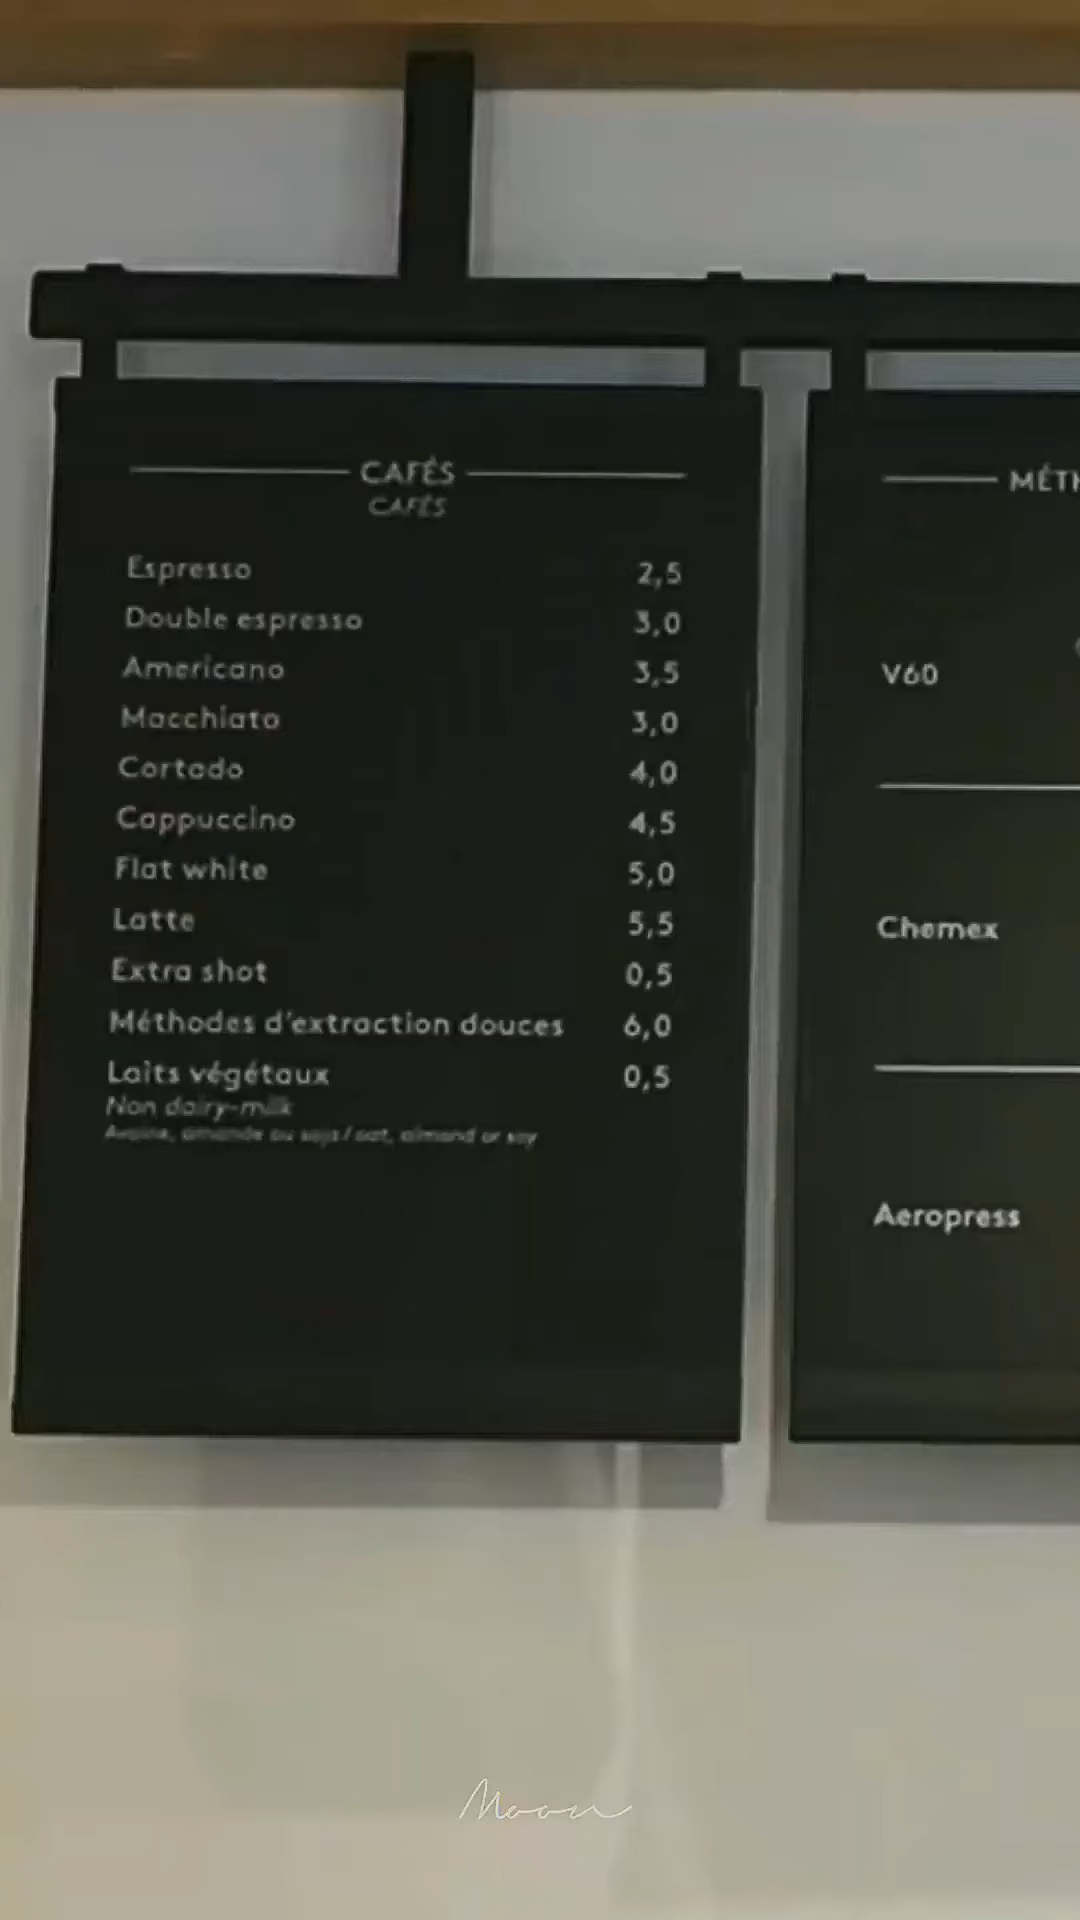 CAFÉS
CAFÉS
Espresso 2,5
Double espresso 3,0
Americano 3,5
Macchiato 3,0
Cortado 4,0
Cappuccino 4,5
Flat white 5,0
Latte 5,5
Extra shot 0,5
Méthodes d'extraction douces 6,0
Laits végétaux 0,5
Non dairy-milk
Avoine, amande ou soja / oat, almond or soy
MÉTH
V60
Chemex
Aeropress
Moon